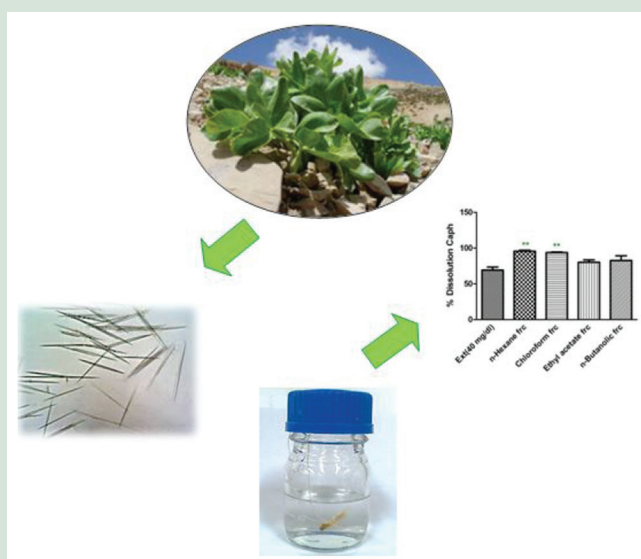 150
100
50
0
% Dissolution Caph
**
**
Ext(40 mg/dl)
n-Hexane frc
Chloroform frc
Ethyl acetate frc
n-Butanolic frc